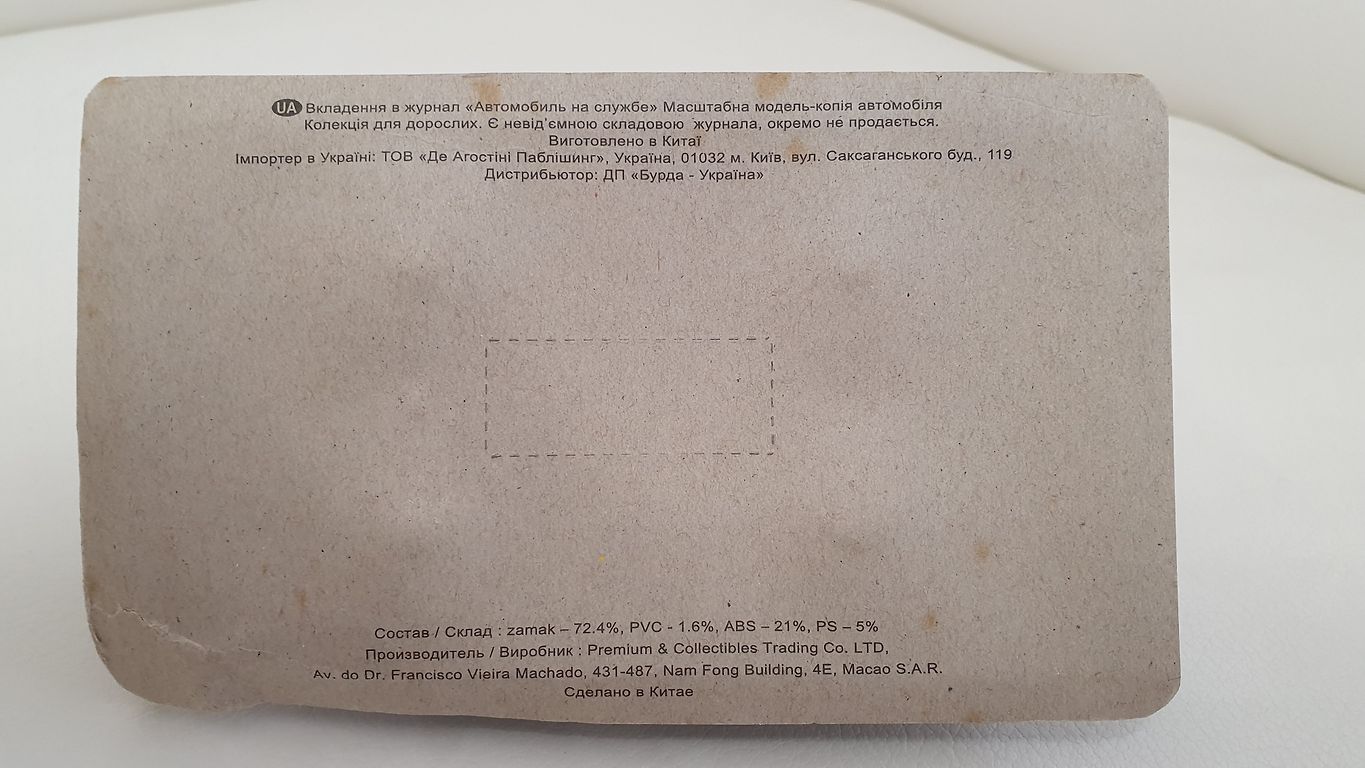 UA Вкладення в журнал «Автомобиль на службе» Масштабна модель-копія автомобіля
Колекція для дорослих. Є невід'ємною складовою журнала, окремо не продається.
Виготовлено в Китаї
Імпортер в Україні: ТОВ «Де Агостіні Паблішинг», Україна, 01032 м. Київ, вул. Саксаганського буд., 119
Дистрибьютор: ДП «Бурда - Україна»
Состав / Склад : zamak – 72.4%, PVC - 1.6%, ABS – 21%, PS – 5%
Производитель / Виробник : Premium & Collectibles Trading Co. LTD,
Av. do Dr. Francisco Vieira Machado, 431-487, Nam Fong Building, 4E, Macao S.A.R.
Сделано в Китае